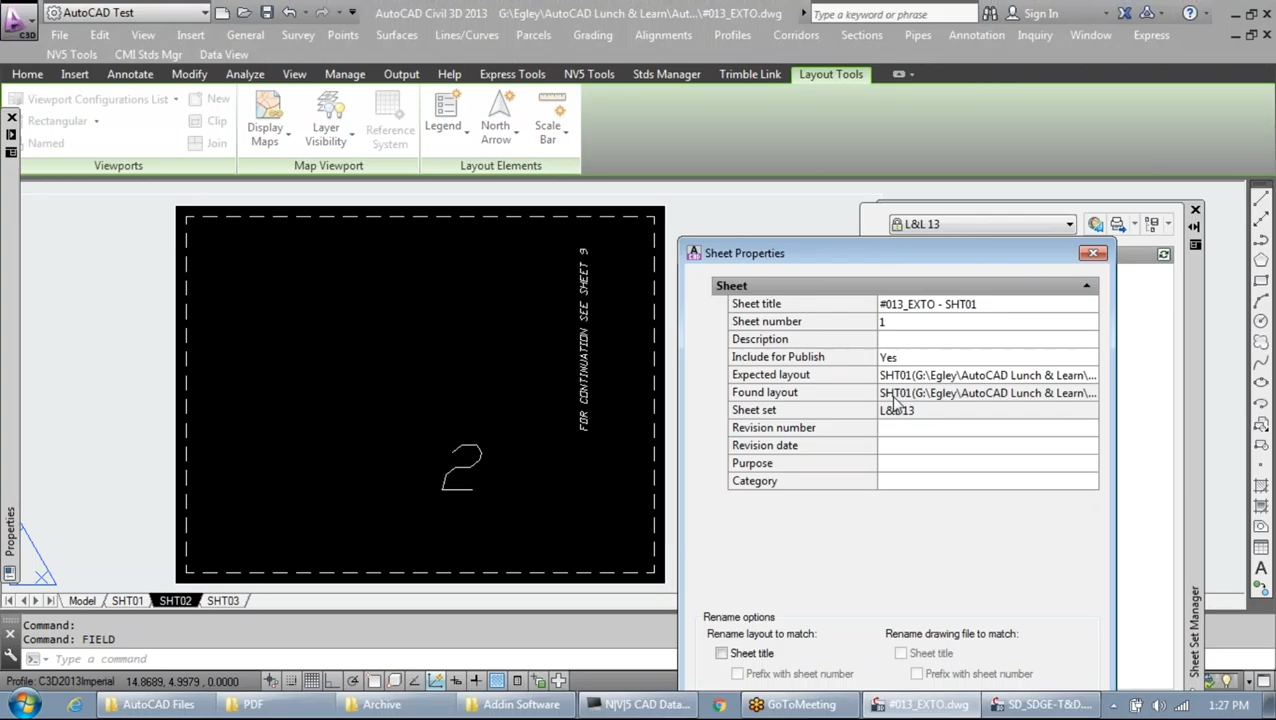 AutoCAD Test
AutoCAD Civil 3D 2013 G:\Egley\AutoCAD Lunch & Learn\Aut...\#013_EXTO.dwg
Type a keyword or phrase
Sign In
C3D
File Edit View Insert General Survey Points Surfaces Lines/Curves Parcels Grading Alignments Profiles Corridors Sections Pipes Annotation Inquiry Window Express
NV5 Tools CMI Stds Mgr Data View
Home Insert Annotate Modify Analyze View Manage Output Help Express Tools NV5 Tools Stds Manager Trimble Link Layout Tools
Viewport Configurations List
New
Rectangular
Clip
Named
Join
Display Maps
Layer Visibility
Reference System
Legend
North Arrow
Scale Bar
Viewports
Map Viewport
Layout Elements
FOR CONTINUATION SEE SHEET 9
2
L&L 13
Sheet Properties
Sheet
Sheet title #013_EXTO - SHT01
Sheet number 1
Description
Include for Publish Yes
Expected layout SHT01(G:\Egley\AutoCAD Lunch & Learn\...
Found layout SHT01(G:\Egley\AutoCAD Lunch & Learn\...
Sheet set L&L 13
Revision number
Revision date
Purpose
Category
Rename options
Rename layout to match:
Rename drawing file to match:
Sheet title
Sheet title
Prefix with sheet number
Prefix with sheet number
Properties
Sheet Set Manager
Model SHT01 SHT02 SHT03
Command:
Command: FIELD
Type a command
Profile: C3D2013Imperial 14.8689, 4.9979, 0.0000
AutoCAD Files
PDF
Archive
Addin Software
N|V|5 CAD Data...
GoToMeeting
#013_EXTO.dwg
SD_SDGE-T&D...
1:27 PM